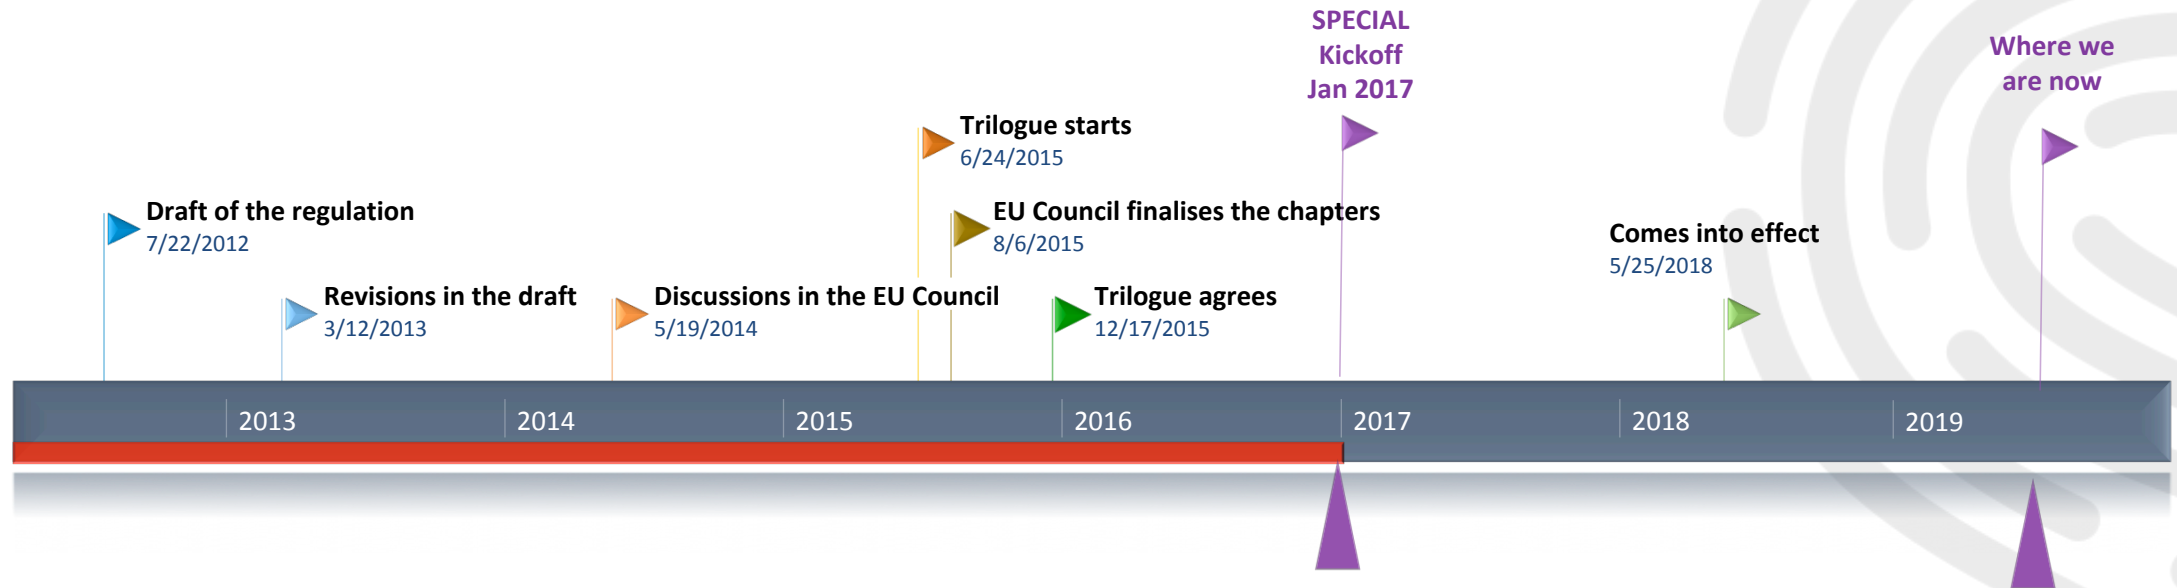 SPECIAL
Kickoff
Jan 2017
Where we
are now
Trilogue starts
6/24/2015
Draft of the regulation
7/22/2012
EU Council finalises the chapters
8/6/2015
Comes into effect
5/25/2018
Revisions in the draft
3/12/2013
Discussions in the EU Council
5/19/2014
Trilogue agrees
12/17/2015
2013
2014
2015
2016
2017
2018
2019